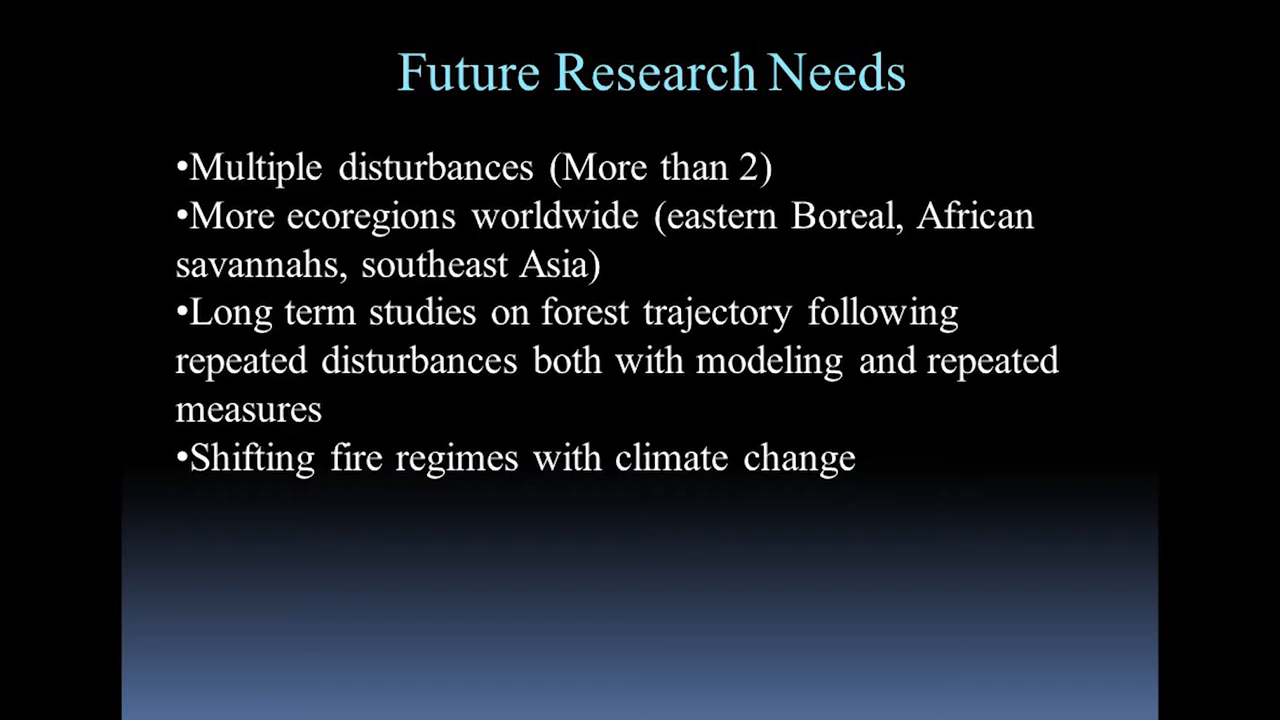 Future Research Needs
•Multiple disturbances (More than 2)
•More ecoregions worldwide (eastern Boreal, African
savannahs, southeast Asia)
•Long term studies on forest trajectory following
repeated disturbances both with modeling and repeated
measures
•Shifting fire regimes with climate change